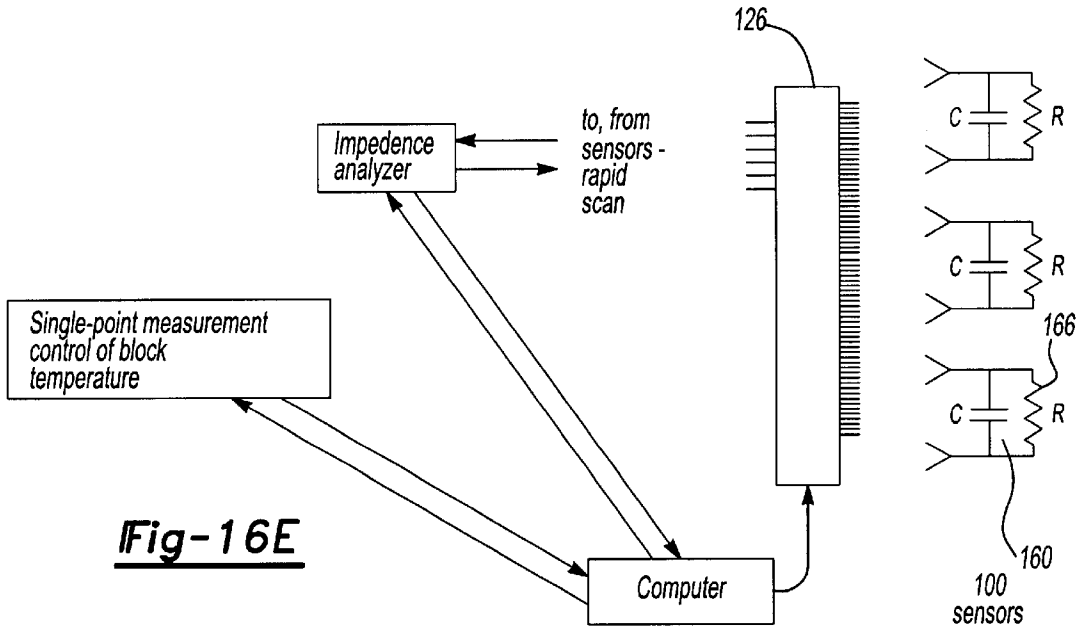 126
Impedence
analyzer
to, from
sensors -
rapid
scan
C R
C R
166
C R
Single-point measurement
control of block
temperature
Fig-16E
Computer
160
100
sensors